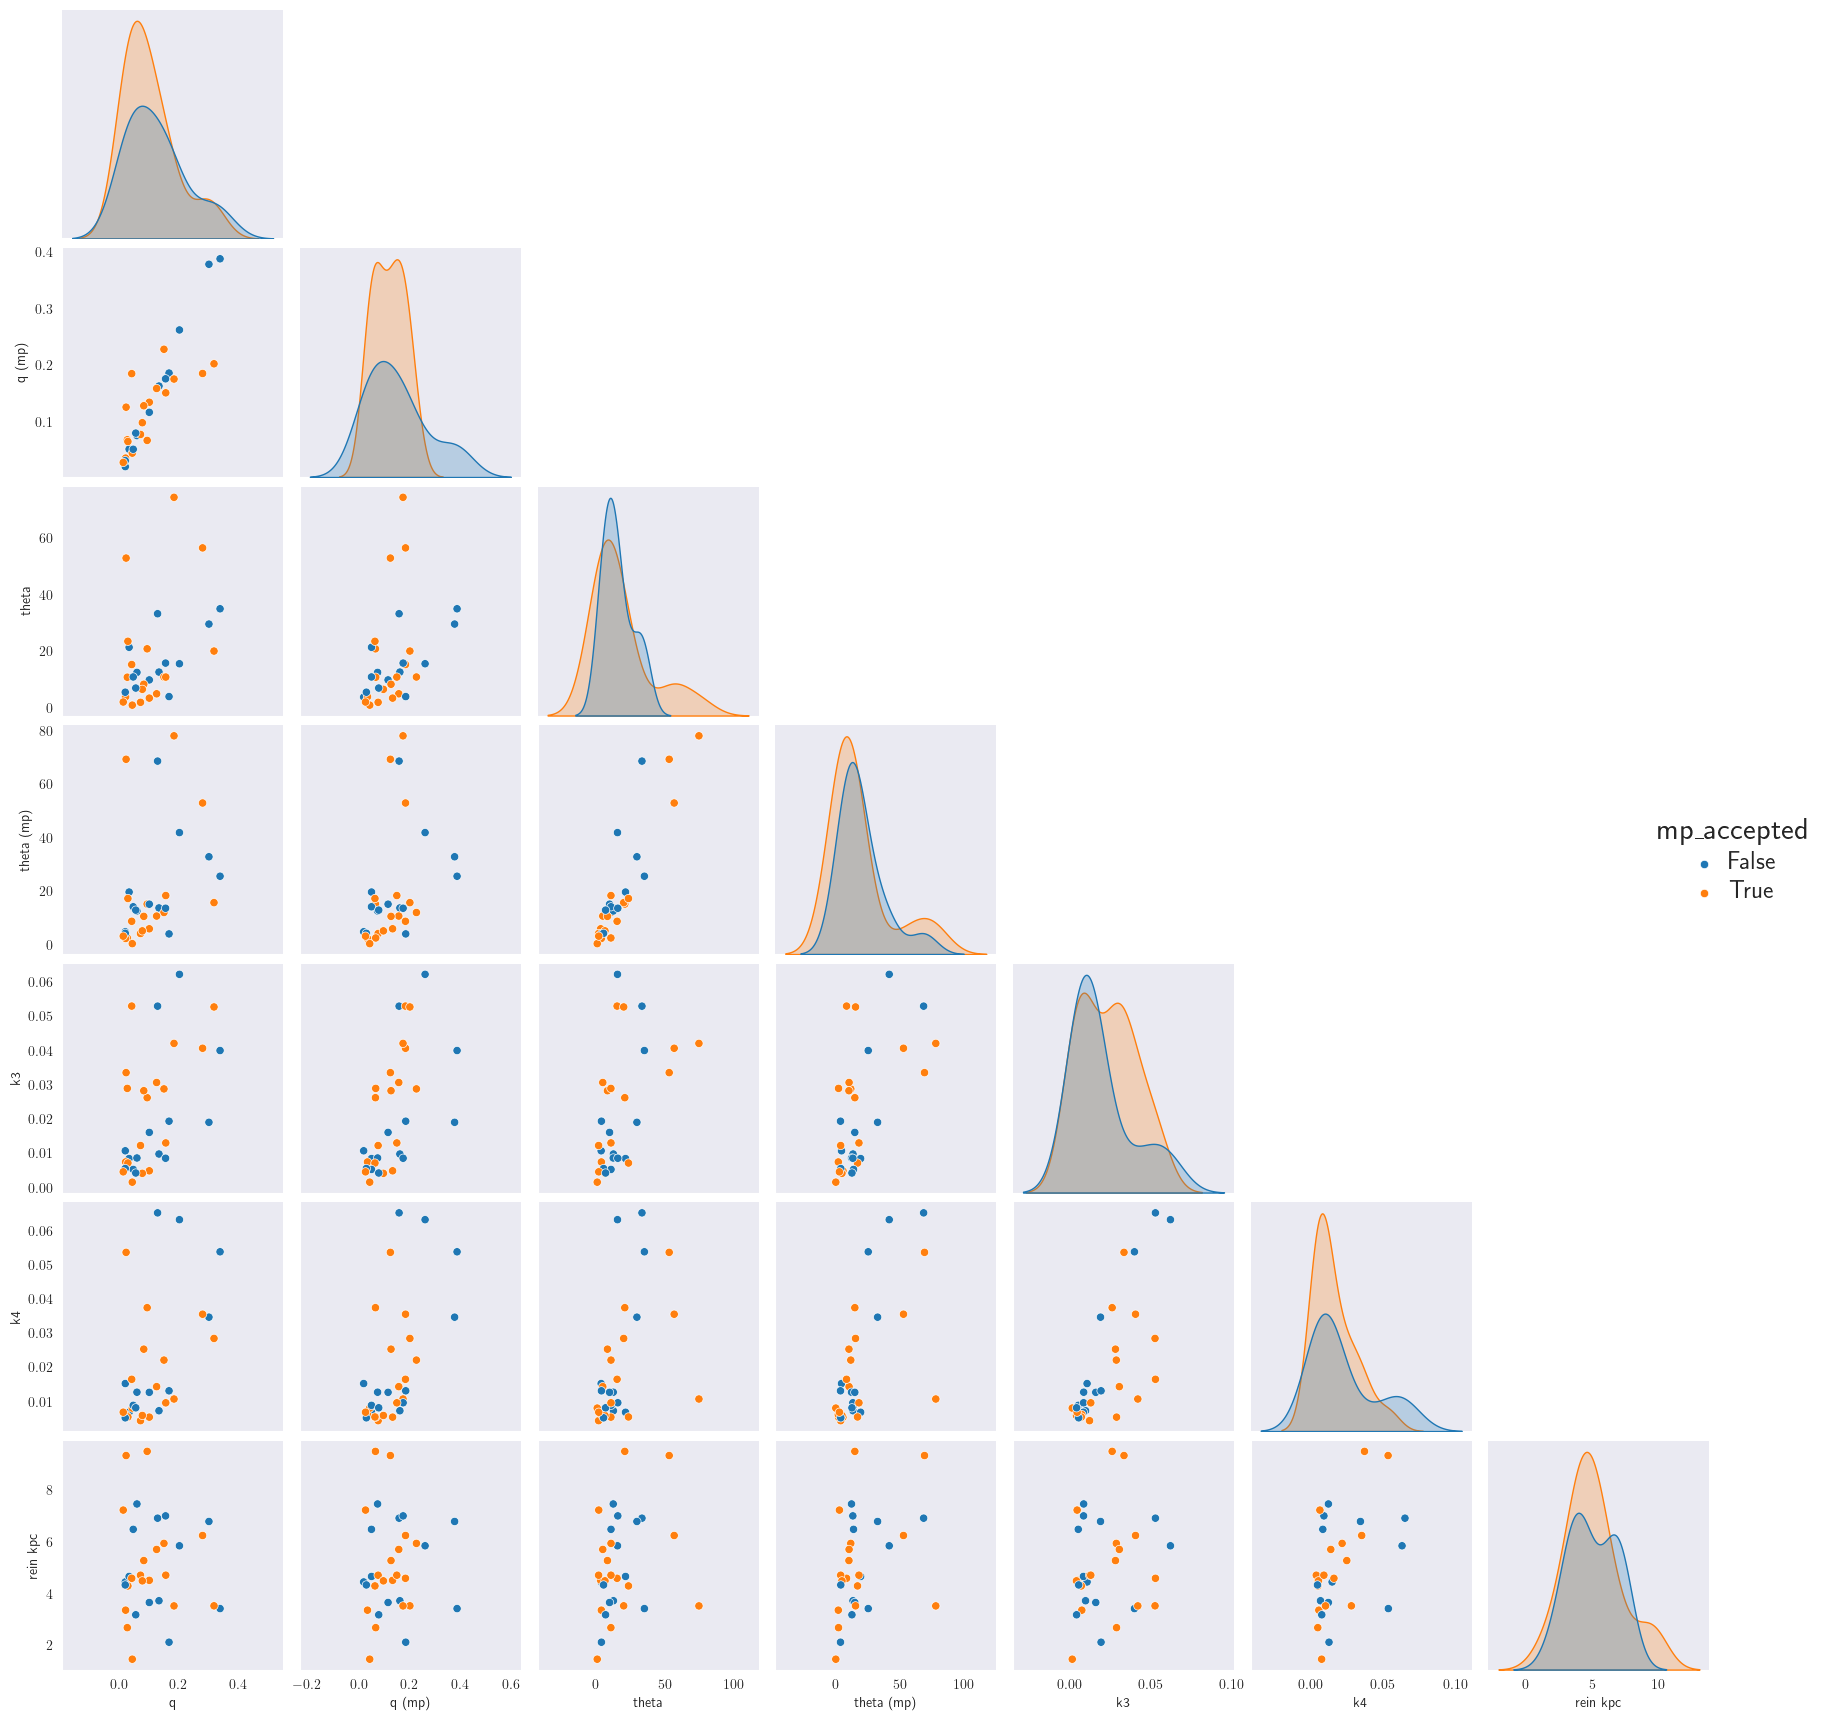 0.4
0.3
0.2
0.1
q (mp)
60
40
20
0
theta
80
60
40
20
0
theta (mp)
mp_accepted
False
True
0.06
0.05
0.04
0.03
0.02
0.01
0.00
k3
0.06
0.05
0.04
0.03
0.02
0.01
k4
8
6
4
2
rein kpc
0.0 0.2 0.4
q
−0.2 0.0 0.2 0.4 0.6
q (mp)
0 50 100
theta
0 50 100
theta (mp)
0.00 0.05 0.10
k3
0.00 0.05 0.10
k4
0 5 10
rein kpc